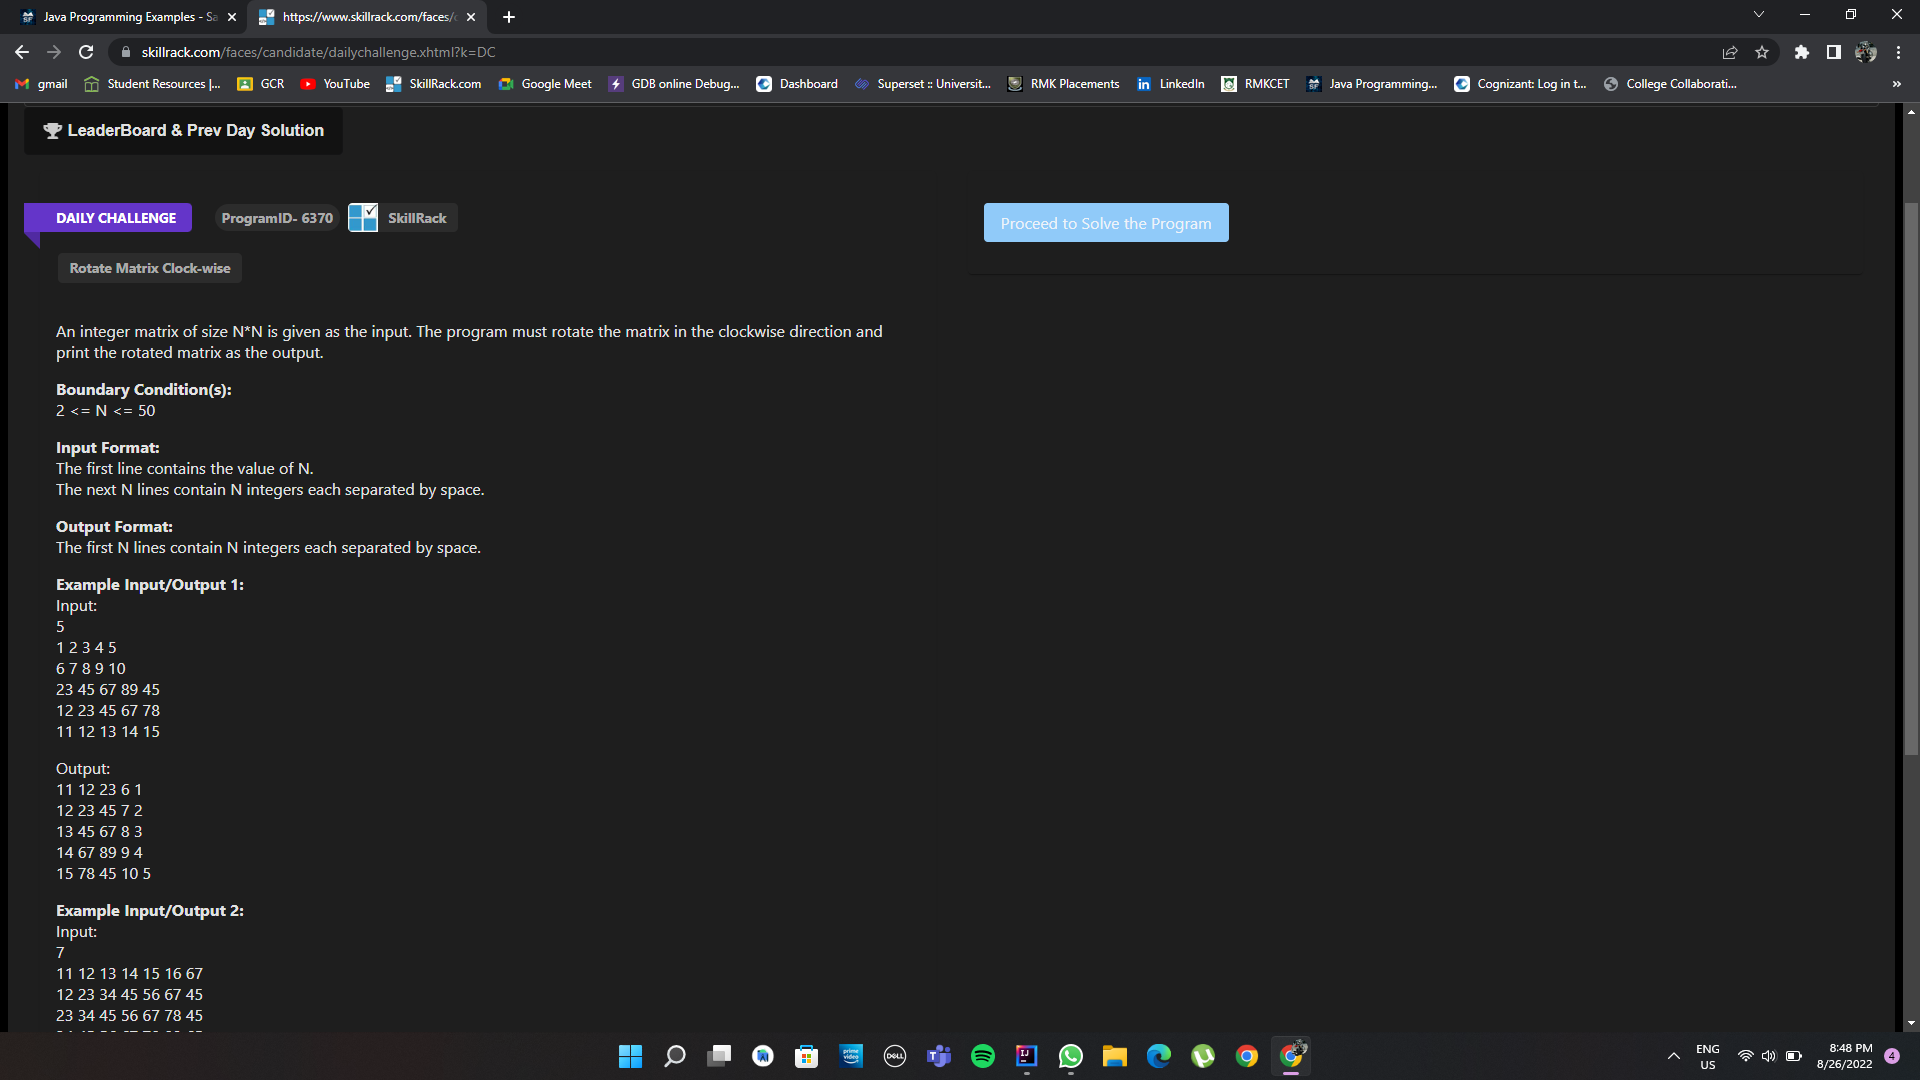 Java Programming Examples - Sa
https://www.skillrack.com/faces/c
skillrack.com/faces/candidate/dailychallenge.xhtml?k=DC
gmail
Student Resources |...
GCR
YouTube
SkillRack.com
Google Meet
GDB online Debug...
Dashboard
Superset :: Universit...
RMK Placements
LinkedIn
RMKCET
Java Programming...
Cognizant: Log in t...
College Collaborati...
»
LeaderBoard & Prev Day Solution
DAILY CHALLENGE
ProgramID- 6370
SkillRack
Proceed to Solve the Program
Rotate Matrix Clock-wise
An integer matrix of size N*N is given as the input. The program must rotate the matrix in the clockwise direction and
print the rotated matrix as the output.
Boundary Condition(s):
2 <= N <= 50
Input Format:
The first line contains the value of N.
The next N lines contain N integers each separated by space.
Output Format:
The first N lines contain N integers each separated by space.
Example Input/Output 1:
Input:
5
1 2 3 4 5
6 7 8 9 10
23 45 67 89 45
12 23 45 67 78
11 12 13 14 15
Output:
11 12 23 6 1
12 23 45 7 2
13 45 67 8 3
14 67 89 9 4
15 78 45 10 5
Example Input/Output 2:
Input:
7
11 12 13 14 15 16 67
12 23 34 45 56 67 45
23 34 45 56 67 78 45
prime video
DELL
ENG
US
8:48 PM
8/26/2022
4